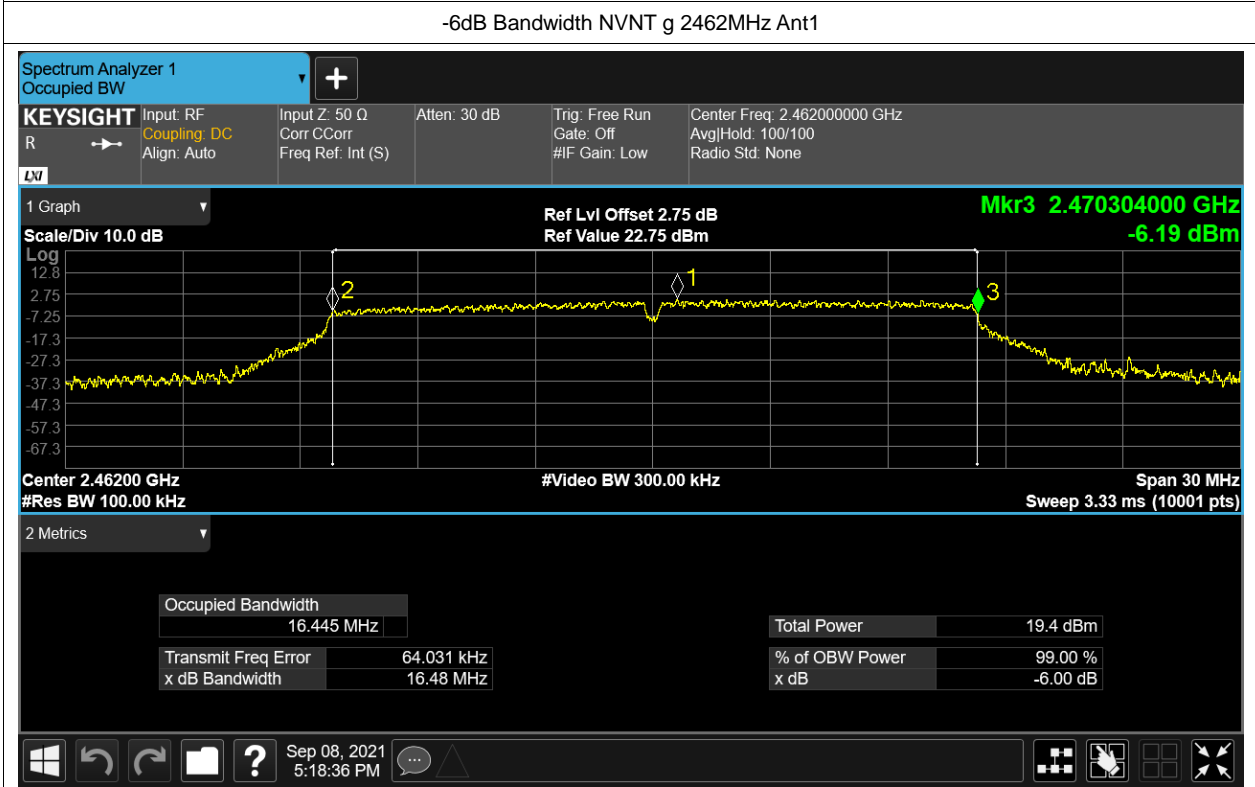 -6dB Bandwidth NVNT g 2462MHz Ant1
Spectrum Analyzer 1
Occupied BW
KEYSIGHT
R
LXI
Input: RF
Coupling: DC
Align: Auto
Input Z: 50 Ω
Corr CCorr
Freq Ref: Int (S)
Atten: 30 dB
Trig: Free Run
Gate: Off
#IF Gain: Low
Center Freq: 2.462000000 GHz
Avg|Hold: 100/100
Radio Std: None
1 Graph
Scale/Div 10.0 dB
Ref Lvl Offset 2.75 dB
Ref Value 22.75 dBm
Mkr3 2.470304000 GHz
-6.19 dBm
Log
12.8
2.75
-7.25
-17.3
-27.3
-37.3
-47.3
-57.3
-67.3
2
1
3
Center 2.46200 GHz
#Res BW 100.00 kHz
#Video BW 300.00 kHz
Span 30 MHz
Sweep 3.33 ms (10001 pts)
2 Metrics
Occupied Bandwidth
16.445 MHz
Transmit Freq Error 64.031 kHz
x dB Bandwidth 16.48 MHz
Total Power 19.4 dBm
% of OBW Power 99.00 %
x dB -6.00 dB
?
Sep 08, 2021
5:18:36 PM